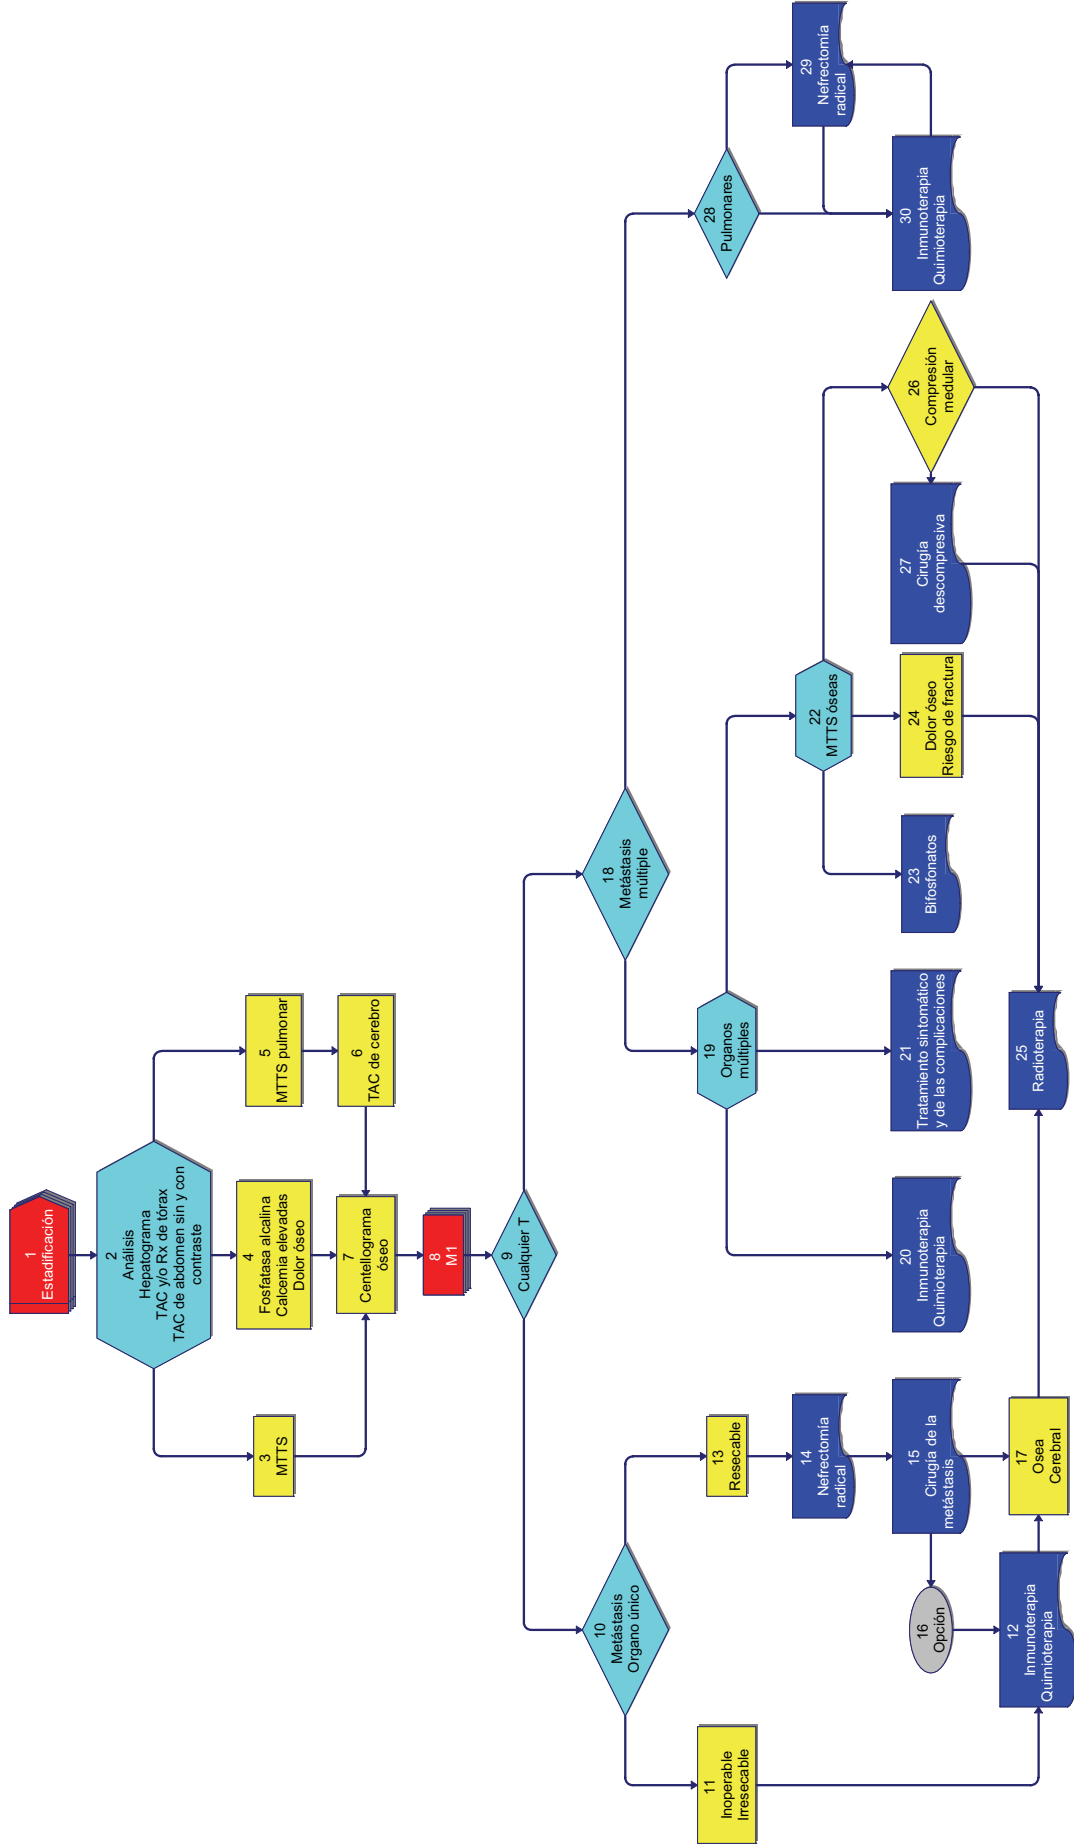 1
Estadificación
2
Análisis
Hepatograma
TAC y/o Rx de tórax
TAC de abdomen sin y con
contraste
3
MTTS
4
Fosfatasa alcalina
Calcemia elevadas
Dolor óseo
5
MTTS pulmonar
6
TAC de cerebro
7
Centellograma
óseo
8
M1
9
Cualquier T
10
Metástasis
Organo único
11
Inoperable
Irresecable
12
Inmunoterapia
Quimioterapia
13
Resecable
14
Nefrectomía
radical
15
Cirugía de la
metástasis
16
Opción
17
Osea
Cerebral
18
Metástasis
múltiple
19
Organos
múltiples
20
Inmunoterapia
Quimioterapia
21
Tratamiento sintomático
y de las complicaciones
22
MTTS óseas
23
Bifosfonatos
24
Dolor óseo
Riesgo de fractura
25
Radioterapia
26
Compresión
medular
27
Cirugía
descompresiva
28
Pulmonares
29
Nefrectomía
radical
30
Inmunoterapia
Quimioterapia